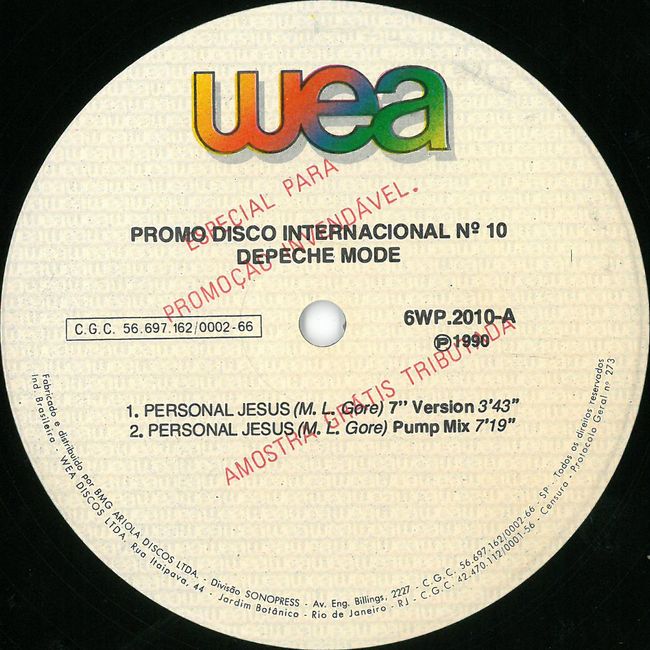 wea
ESPECIAL PARA
PROMOÇÃO INVENDÁVEL.
AMOSTRA GRÁTIS TRIBUTADA
PROMO DISCO INTERNACIONAL Nº 10
DEPECHE MODE
C.G.C. 56.697.162/0002-66
6WP.2010-A
Ⓟ1990
1. PERSONAL JESUS (M. L. Gore) 7" Version 3'43"
2. PERSONAL JESUS (M. L. Gore) Pump Mix 7'19"
Fabricado e distribuido por BMG ARIOLA DISCOS LTDA. - Divisão SONOPRESS - Av. Eng. Billings, 2227 - C.G.C. 56.697.162/0002-66 - SP - Todos os direitos reservados
Ind. Brasileira - WEA DISCOS LTDA. Rua Itaipava, 44 - Jardim Botânico - Rio de Janeiro - RJ - C.G.C. 42.470.112/0001-56 - Censura - Protocolo Geral nº 273